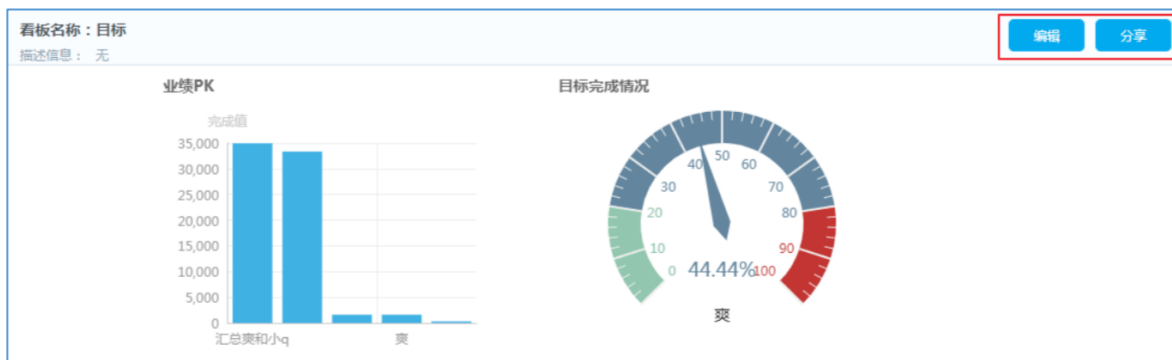 看板名称：目标
编辑
分享
描述信息： 无
业绩PK
目标完成情况
完成值
35,000
30,000
25,000
20,000
15,000
10,000
5,000
0
汇总爽和小q
爽
0
10
20
30
40
50
60
70
80
90
100
44.44%
爽